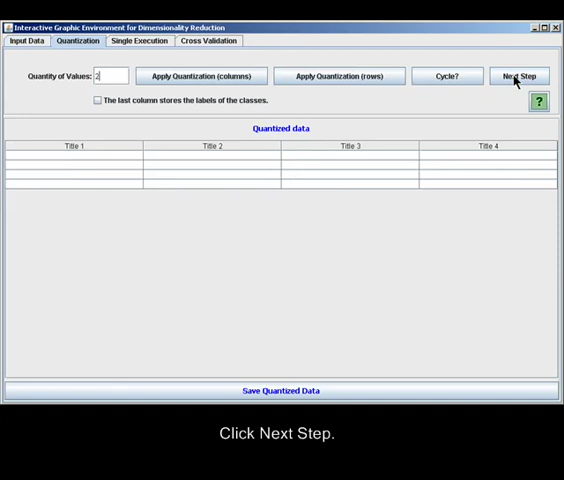 Interactive Graphic Environment for Dimensionality Reduction
Input Data Quantization Single Execution Cross Validation
Quantity of Values: 2 Apply Quantization (columns) Apply Quantization (rows) Cycle? Next Step
The last column stores the labels of the classes. ?
Quantized data
Title 1 Title 2 Title 3 Title 4
Save Quantized Data
Click Next Step.